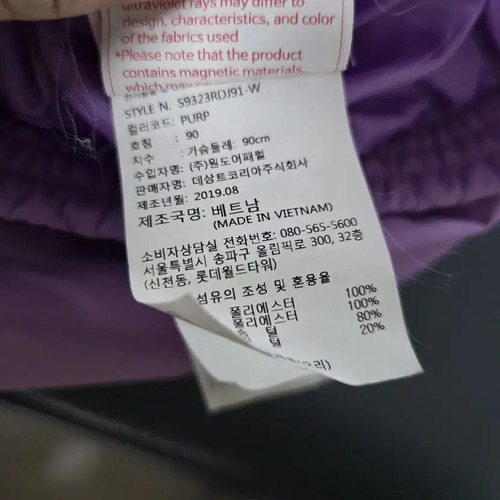 ultraviolet rays may differ to
design, characteristics, and color
of the fabrics used
*Please note that the product
contains magnetic materials,
which may
STYLE N. S9323RDJ91-W
컬러코드: PURP
호칭 : 90
치수 : 가슴둘레: 90cm
수입자명: (주)원도어패럴
판매자명: 데상트코리아주식회사
제조년월: 2019.08
제조국명: 베트남
(MADE IN VIETNAM)
소비자상담실 전화번호: 080-565-5600
서울특별시 송파구 올림픽로 300, 32층
(신천동, 롯데월드타워)
섬유의 조성 및 혼용율
폴리에스터 100%
폴리에스터 100%
털 80%
털 20%